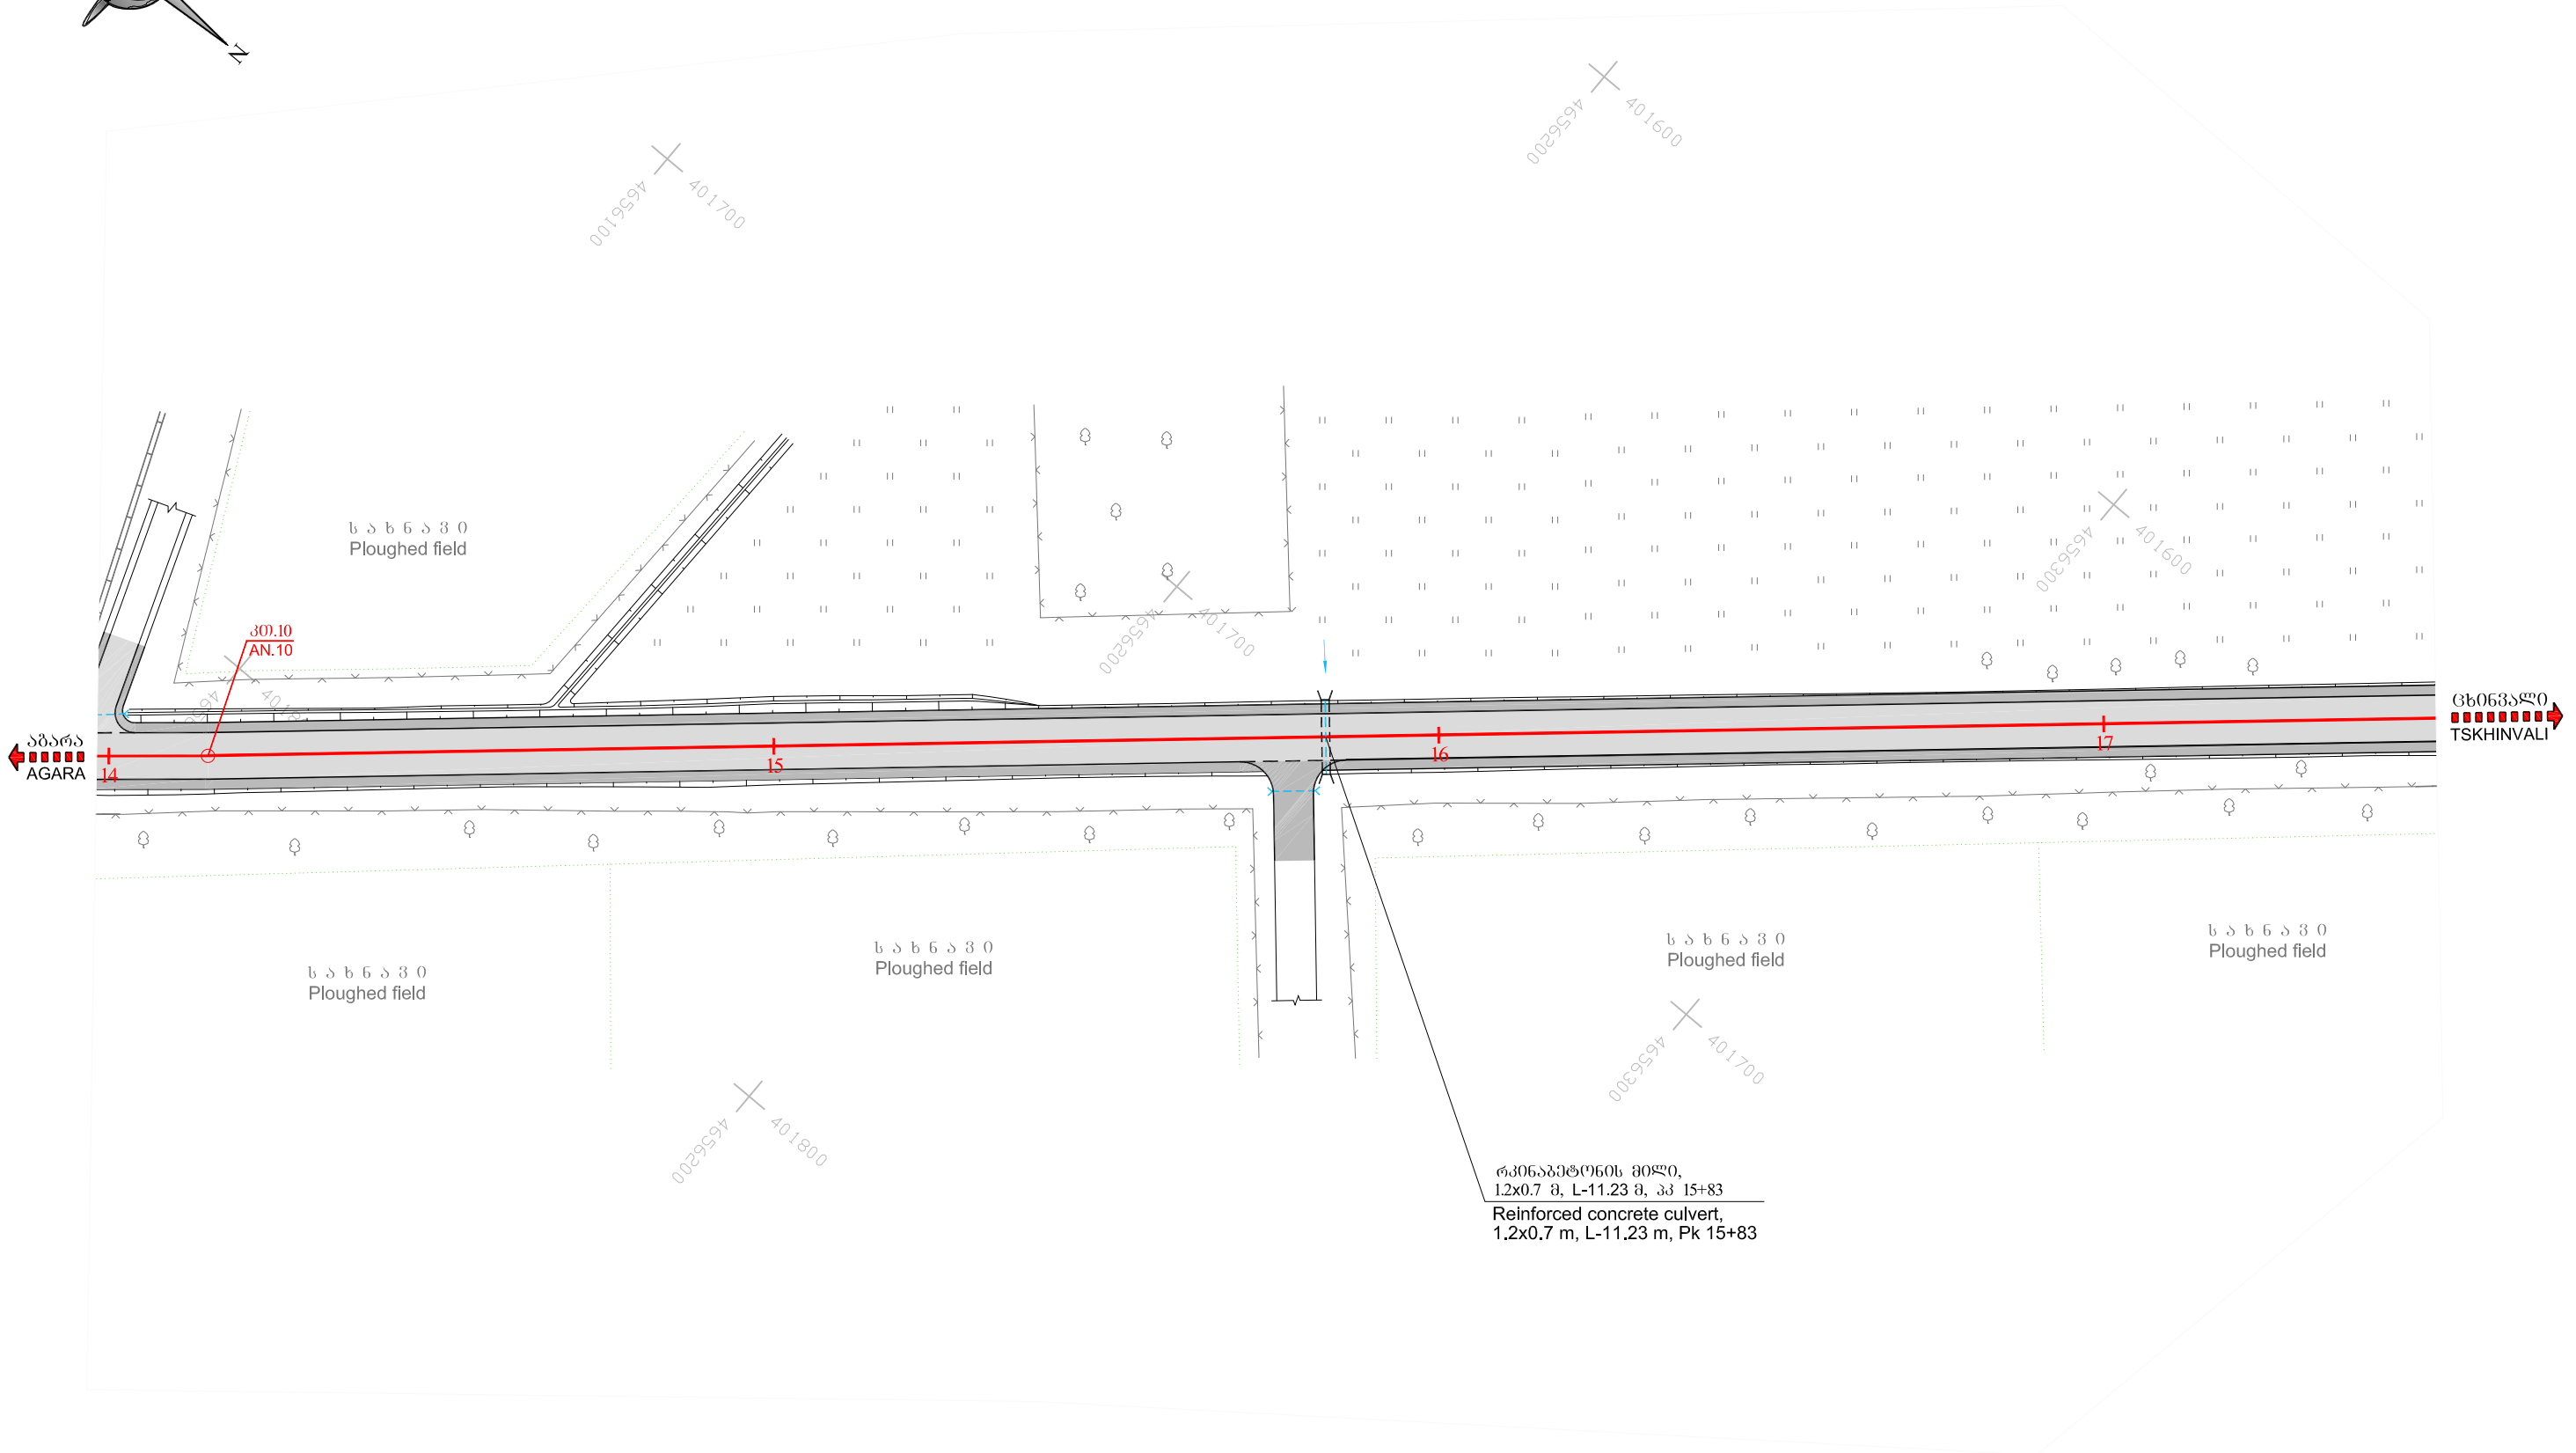 N
4656200
401600
4656100
401700
4656300
401600
ს ა ხ ნ ა ვ ი
Ploughed field
კთ.10
AN.10
4656200
401700
აგარა
AGARA
14
15
16
17
ცხინვალი
TSKHINVALI
ს ა ხ ნ ა ვ ი
Ploughed field
ს ა ხ ნ ა ვ ი
Ploughed field
ს ა ხ ნ ა ვ ი
Ploughed field
ს ა ხ ნ ა ვ ი
Ploughed field
4656300
401700
4656200
401800
რკინაბეტონის მილი,
1.2x0.7 მ, L-11.23 მ, პკ 15+83
Reinforced concrete culvert,
1.2x0.7 m, L-11.23 m, Pk 15+83